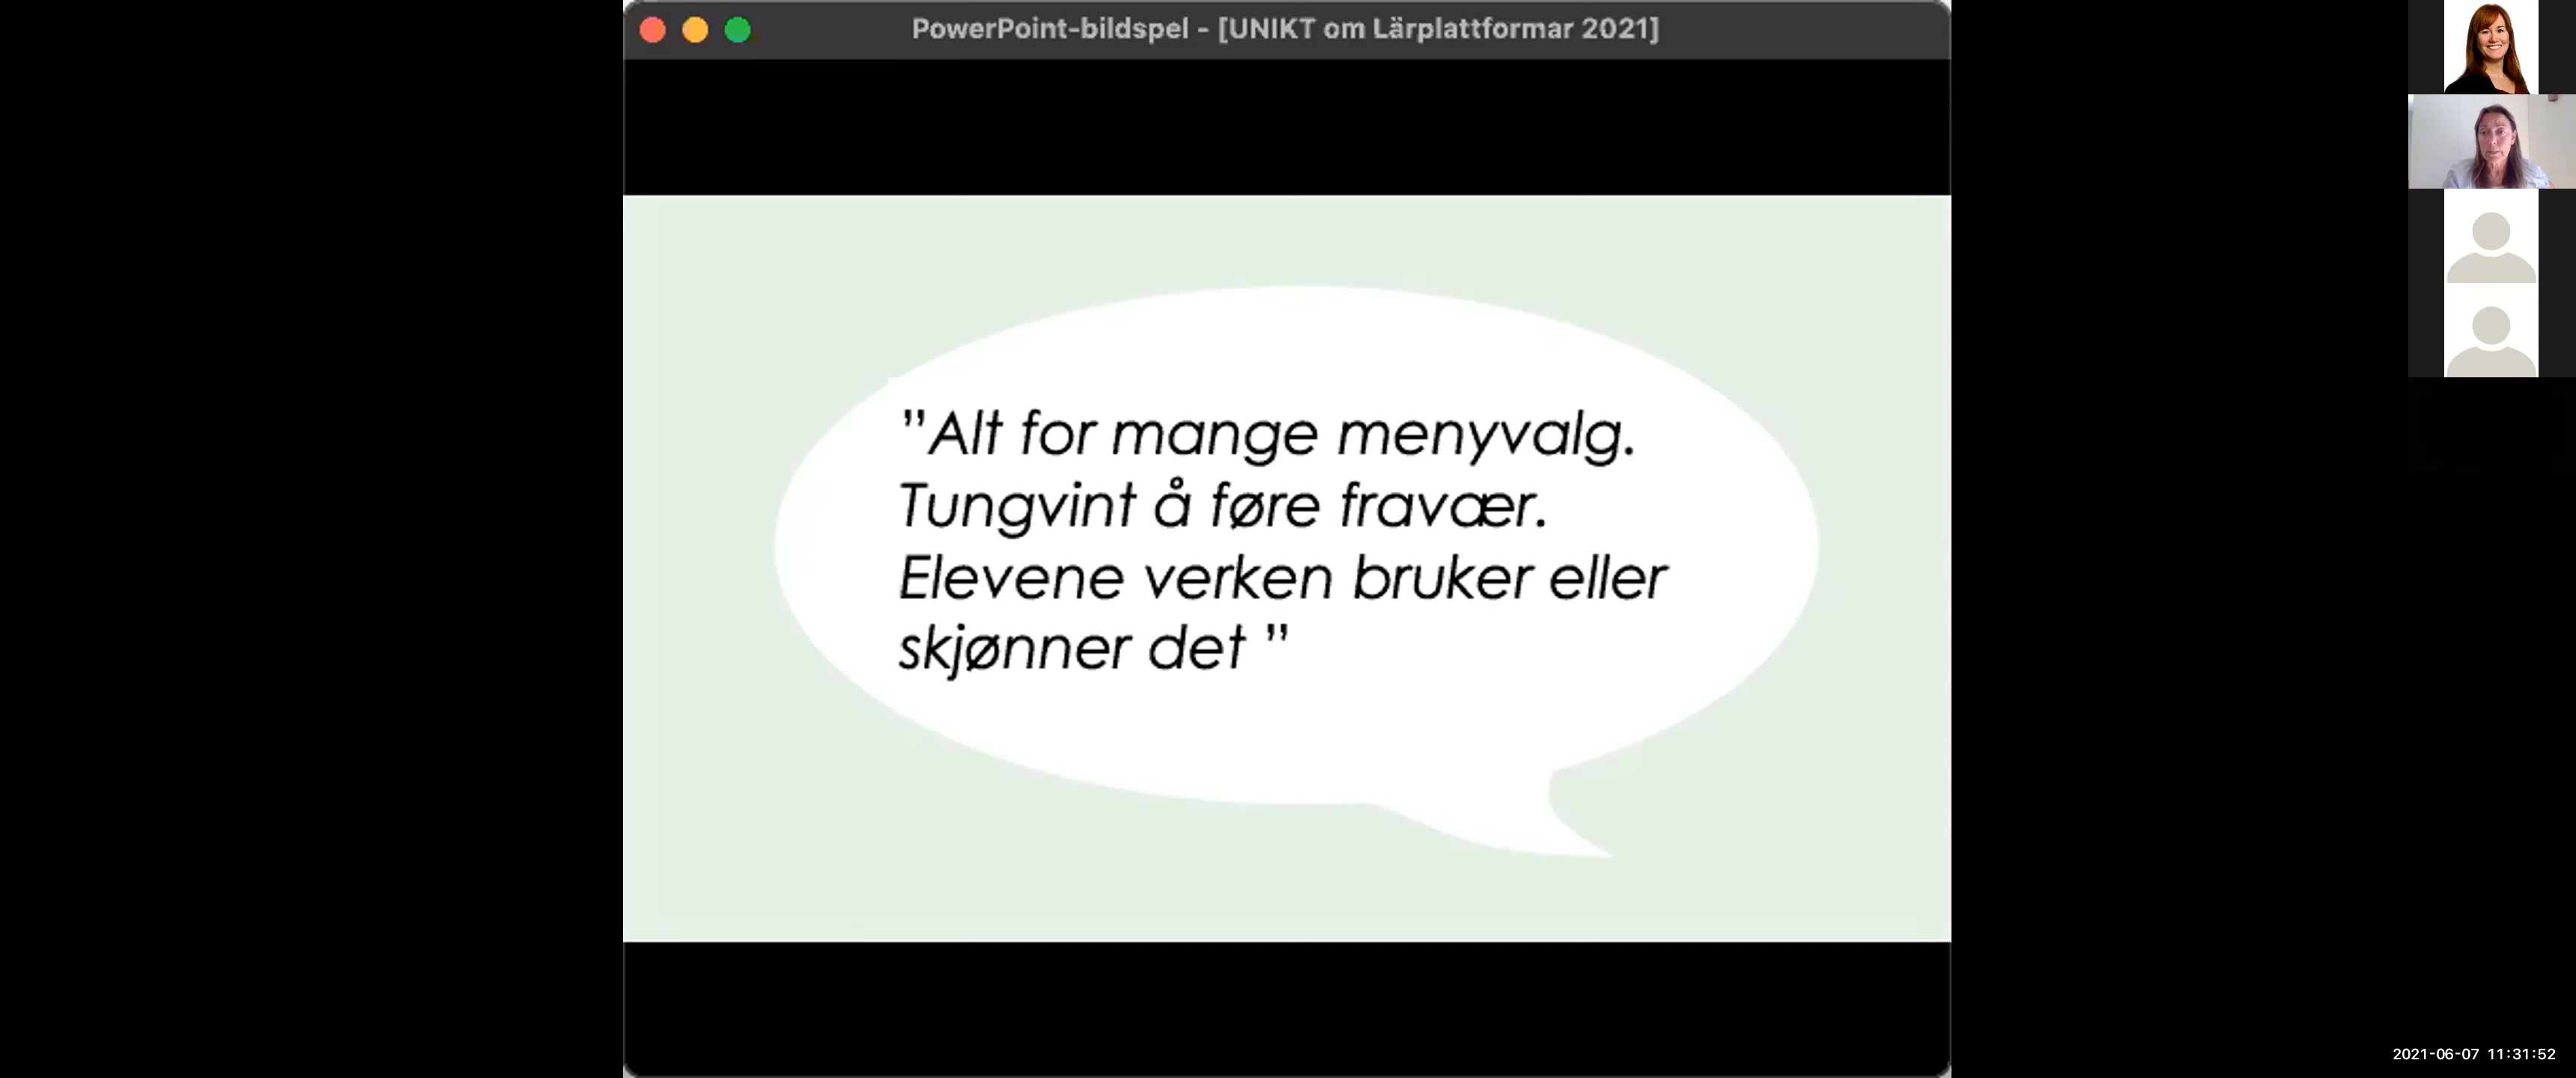 PowerPoint-bildspel - [UNIKT om Lärplattformar 2021]
”Alt for mange menyvalg.
Tungvint å føre fravær.
Elevene verken bruker eller
skjønner det ”
2021-06-07 11:31:52